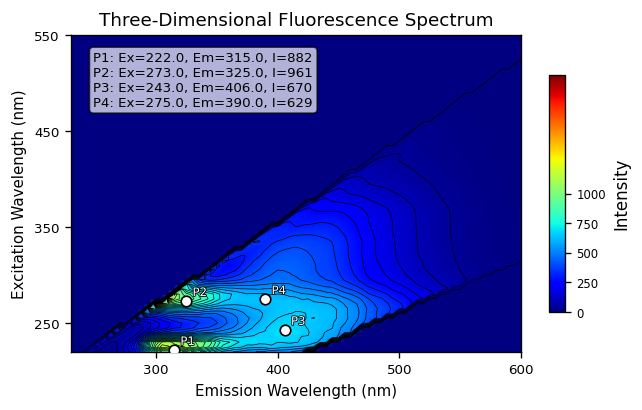 Three-Dimensional Fluorescence Spectrum
P1: Ex=222.0, Em=315.0, I=882
P2: Ex=273.0, Em=325.0, I=961
P3: Ex=243.0, Em=406.0, I=670
P4: Ex=275.0, Em=390.0, I=629
550
450
350
250
Excitation Wavelength (nm)
P2
P4
P3
P1
300
400
500
600
Emission Wavelength (nm)
1000
750
500
250
0
Intensity